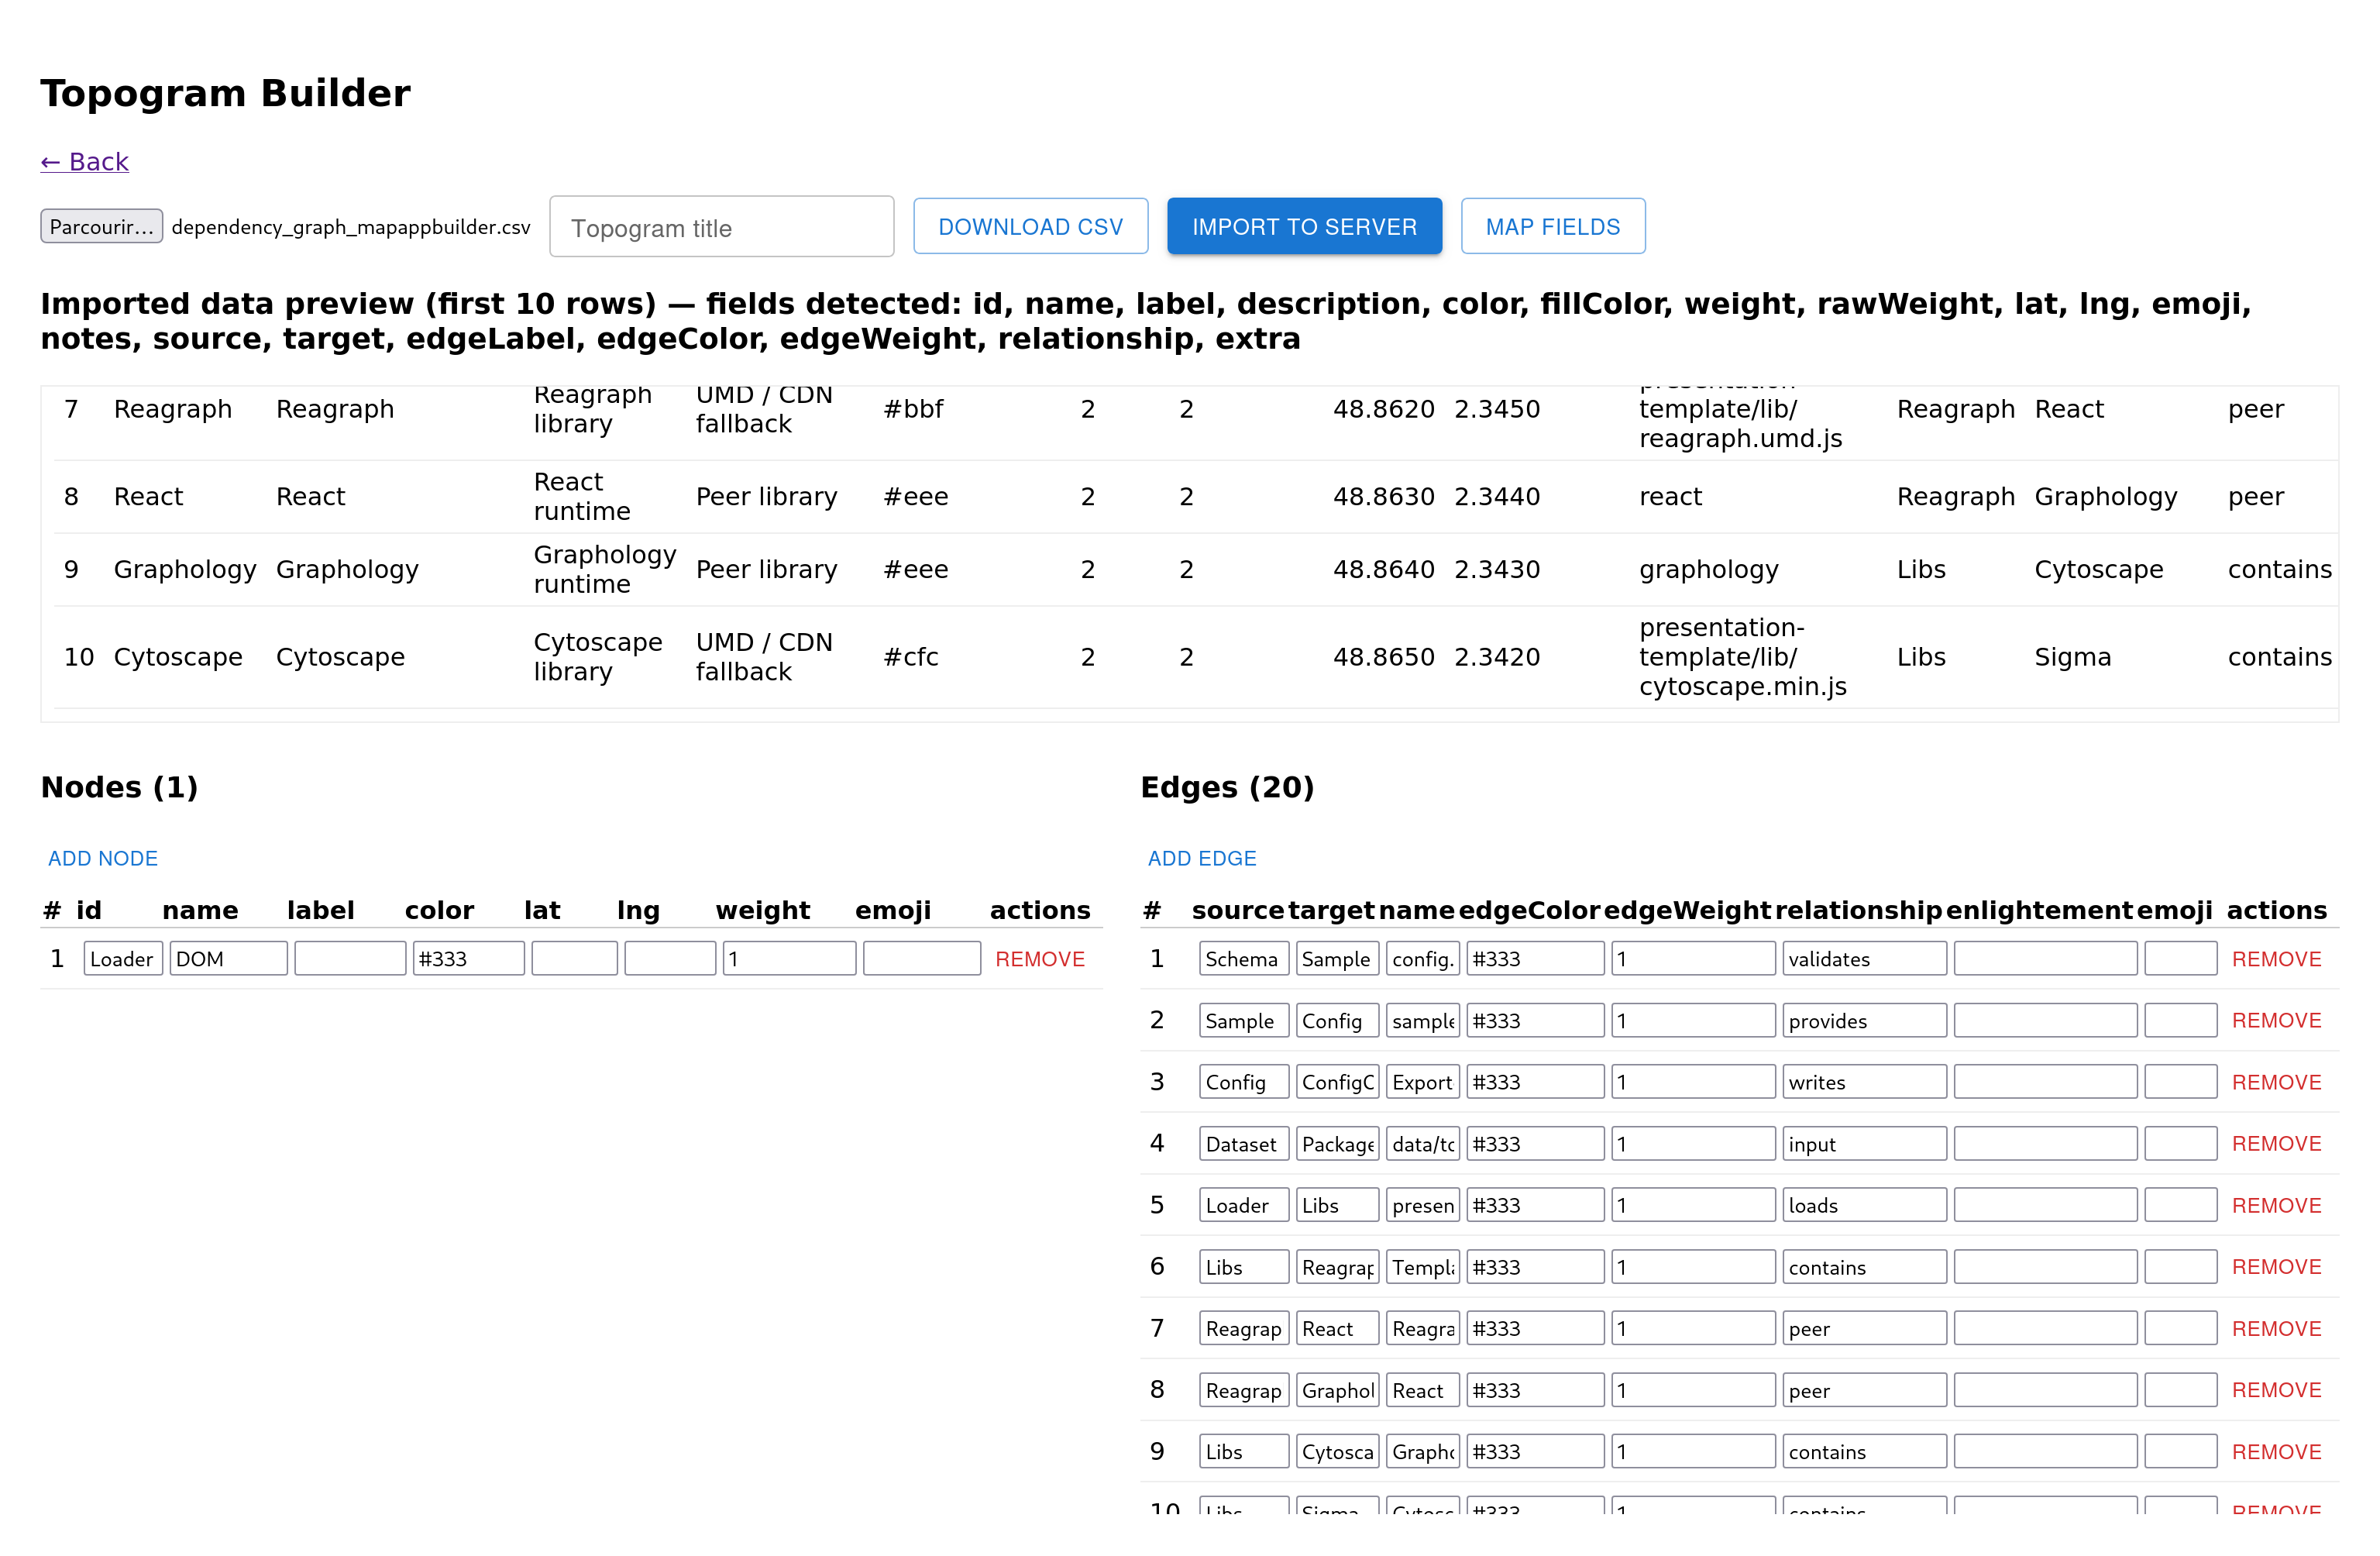 Topogram Builder
← Back
Parcourir... dependency_graph_mapappbuilder.csv Topogram title DOWNLOAD CSV IMPORT TO SERVER MAP FIELDS
Imported data preview (first 10 rows) — fields detected: id, name, label, description, color, fillColor, weight, rawWeight, lat, lng, emoji,
notes, source, target, edgeLabel, edgeColor, edgeWeight, relationship, extra
7 Reagraph Reagraph Reagraph library UMD / CDN fallback #bbf 2 2 48.8620 2.3450 presentation-template/lib/reagraph.umd.js Reagraph React peer
8 React React React runtime Peer library #eee 2 2 48.8630 2.3440 react Reagraph Graphology peer
9 Graphology Graphology Graphology runtime Peer library #eee 2 2 48.8640 2.3430 graphology Libs Cytoscape contains
10 Cytoscape Cytoscape Cytoscape library UMD / CDN fallback #cfc 2 2 48.8650 2.3420 presentation-template/lib/cytoscape.min.js Libs Sigma contains
Nodes (1)
ADD NODE
# id name label color lat lng weight emoji actions
1 Loader DOM #333 1 REMOVE
Edges (20)
ADD EDGE
# source target name edgeColor edgeWeight relationship enlightement emoji actions
1 Schema Sample config. #333 1 validates REMOVE
2 Sample Config sample #333 1 provides REMOVE
3 Config ConfigC Export #333 1 writes REMOVE
4 Dataset Package data/to #333 1 input REMOVE
5 Loader Libs presen #333 1 loads REMOVE
6 Libs Reagrap Templa #333 1 contains REMOVE
7 Reagrap React Reagra #333 1 peer REMOVE
8 Reagrap Graphol React #333 1 peer REMOVE
9 Libs Cytosca Grapho #333 1 contains REMOVE
10 Libs Sigma Cytosc #333 1 contains REMOVE